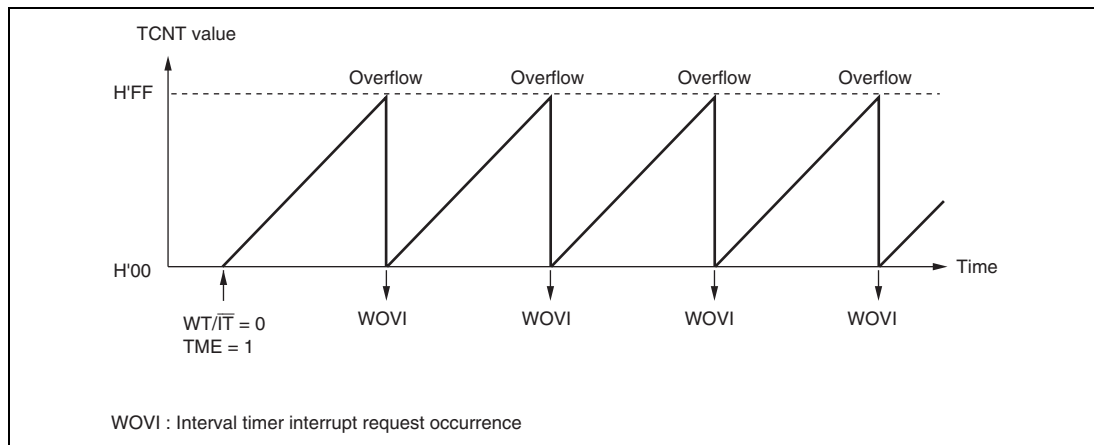 TCNT value
Overflow Overflow Overflow Overflow
H'FF
H'00
Time
WT/I̅T̅ = 0
TME = 1
WOVI WOVI WOVI WOVI
WOVI : Interval timer interrupt request occurrence